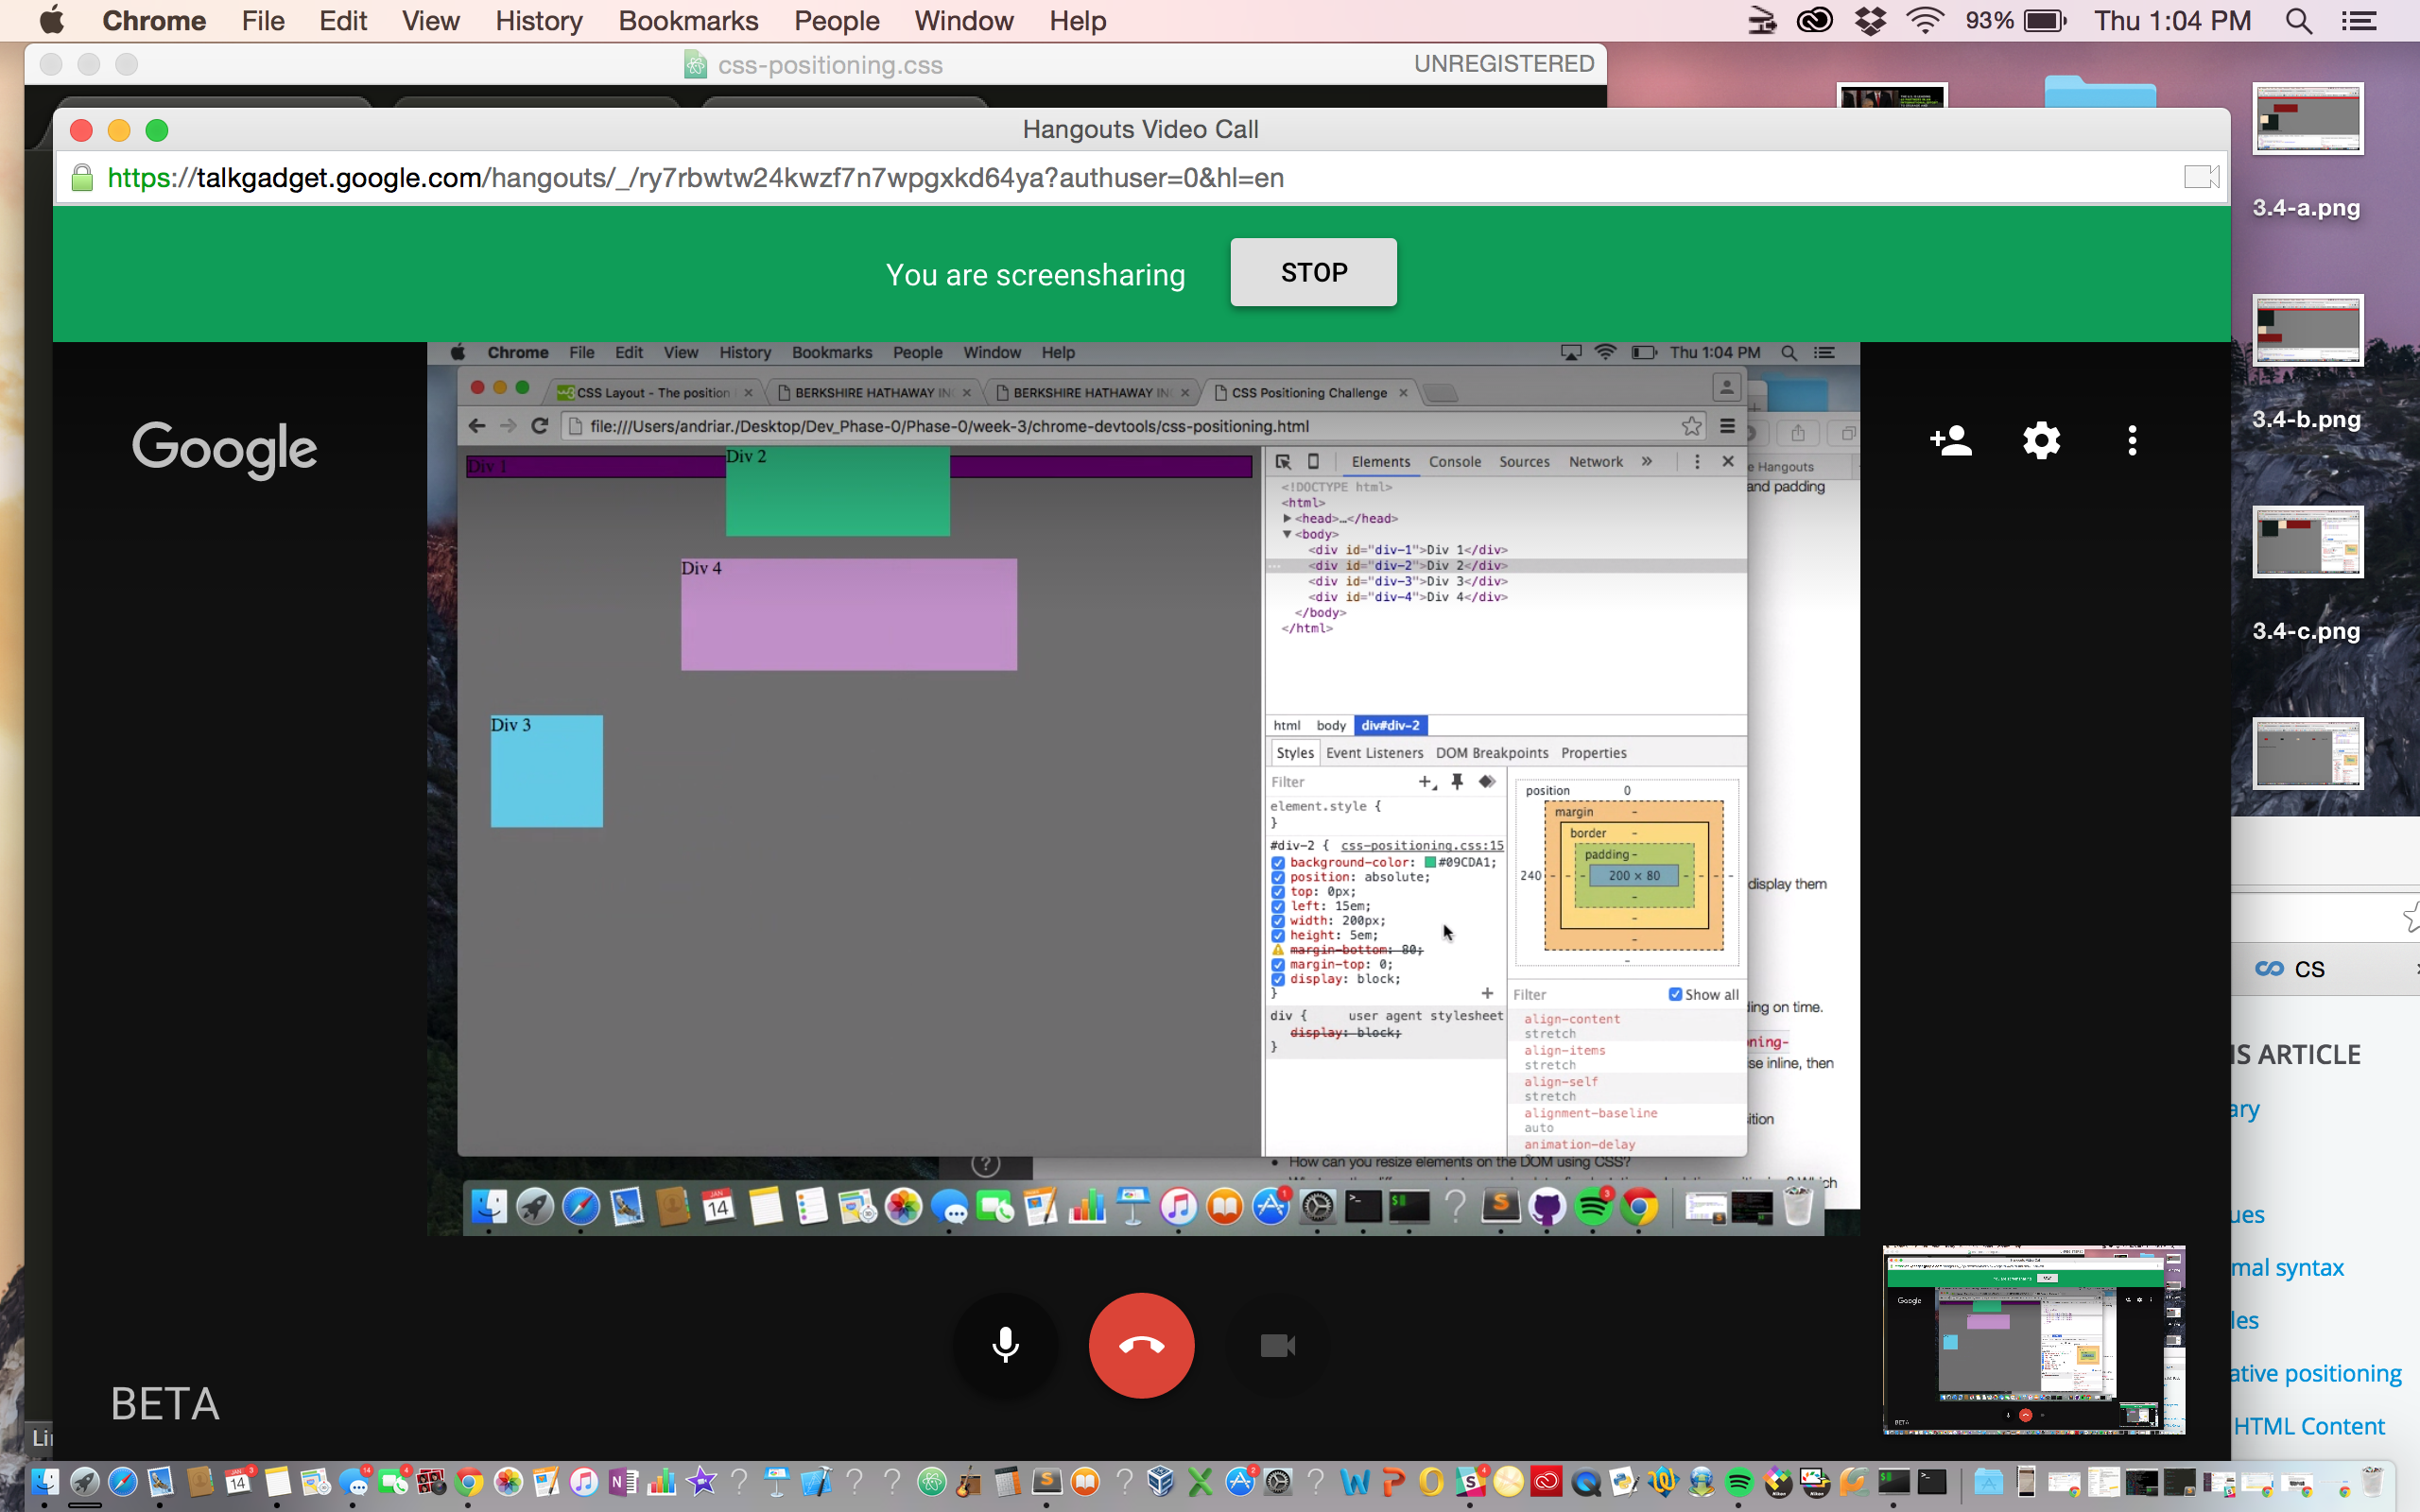 Chrome File Edit View History Bookmarks People Window Help 93% Thu 1:04 PM
css-positioning.css UNREGISTERED
Hangouts Video Call
https://talkgadget.google.com/hangouts/_/ry7rbwtw24kwzf7n7wpgxkd64ya?authuser=0&hl=en
You are screensharing STOP
3.4-a.png
3.4-b.png
3.4-c.png
Google
Chrome File Edit View History Bookmarks People Window Help Thu 1:04 PM
CSS Layout - The position BERKSHIRE HATHAWAY IN BERKSHIRE HATHAWAY IN CSS Positioning Challenge
file:///Users/andriar./Desktop/Dev_Phase-0/Phase-0/week-3/chrome-devtools/css-positioning.html
Div 1
Div 2
Div 4
Div 3
Elements Console Sources Network »
<!DOCTYPE html>
<html>
<head>…</head>
<body>
<div id="div-1">Div 1</div>
<div id="div-2">Div 2</div>
<div id="div-3">Div 3</div>
<div id="div-4">Div 4</div>
</body>
</html>
html body div#div-2
Styles Event Listeners DOM Breakpoints Properties
Filter
element.style {
}
#div-2 { css-positioning.css:15
background-color: #09CDA1;
position: absolute;
top: 0px;
left: 15em;
width: 200px;
height: 5em;
margin-bottom: 80;
margin-top: 0;
display: block;
}
div { user agent stylesheet
display: block;
}
position 0
margin -
border -
padding -
240 200 × 80
Filter Show all
align-content
stretch
align-items
stretch
align-self
stretch
alignment-baseline
auto
animation-delay
e Hangouts
and padding
display them
ing on time.
ning-
se inline, then
ition
How can you resize elements on the DOM using CSS?
BETA
CS
IS ARTICLE
ary
ues
mal syntax
les
ative positioning
HTML Content